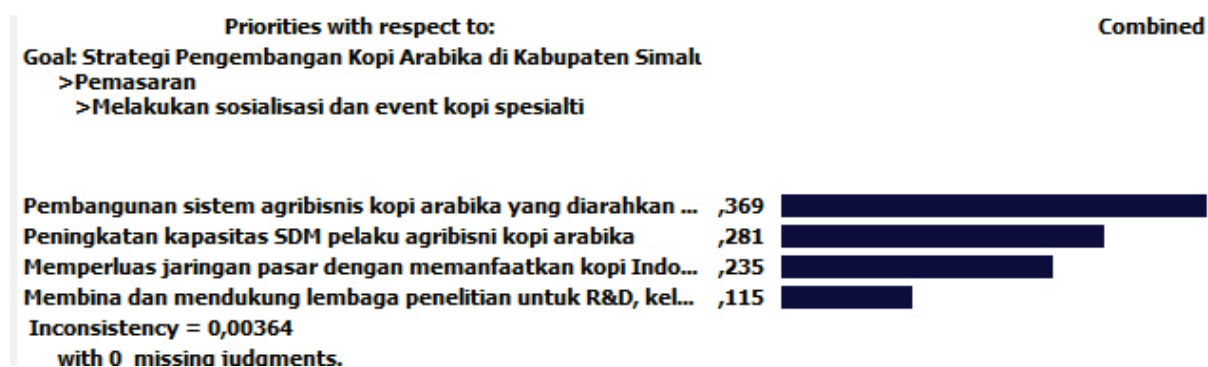 Priorities with respect to: Combined
Goal: Strategi Pengembangan Kopi Arabika di Kabupaten Simalu
>Pemasaran
>Melakukan sosialisasi dan event kopi spesialti
Pembangunan sistem agribisnis kopi arabika yang diarahkan ... ,369
Peningkatan kapasitas SDM pelaku agribisni kopi arabika ,281
Memperluas jaringan pasar dengan memanfaatkan kopi Indo... ,235
Membina dan mendukung lembaga penelitian untuk R&D, kel... ,115
Inconsistency = 0,00364
with 0 missing judgments.